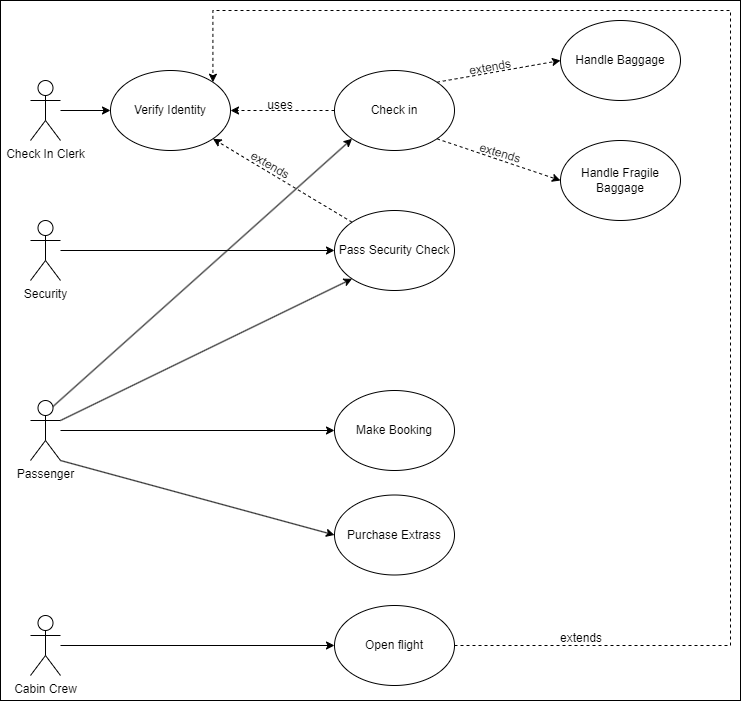 extends
Handle Baggage
Verify Identity
uses
Check in
Check In Clerk
extends
extends
Handle Fragile
Baggage
Pass Security Check
Security
Make Booking
Passenger
Purchase Extrass
extends
Open flight
Cabin Crew